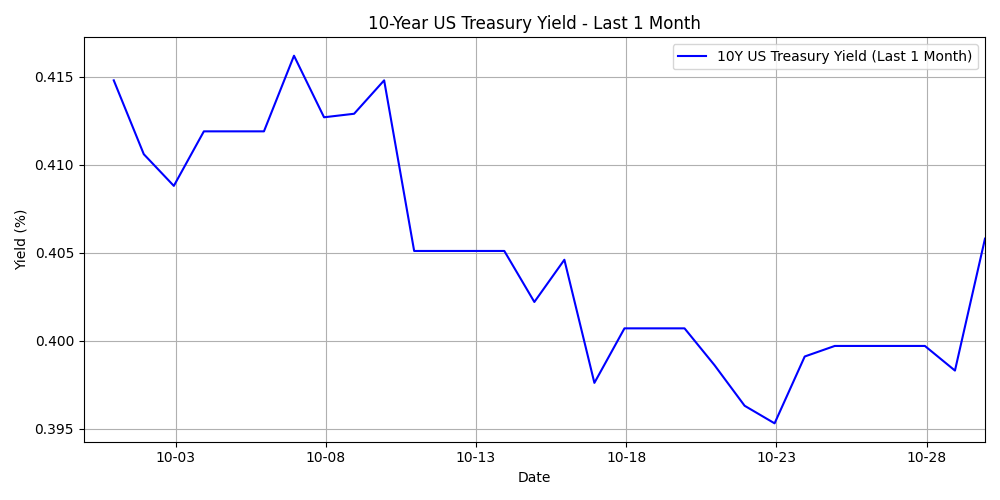 10-Year US Treasury Yield - Last 1 Month
10Y US Treasury Yield (Last 1 Month)
Yield (%)
0.415
0.410
0.405
0.400
0.395
10-03
10-08
10-13
10-18
10-23
10-28
Date